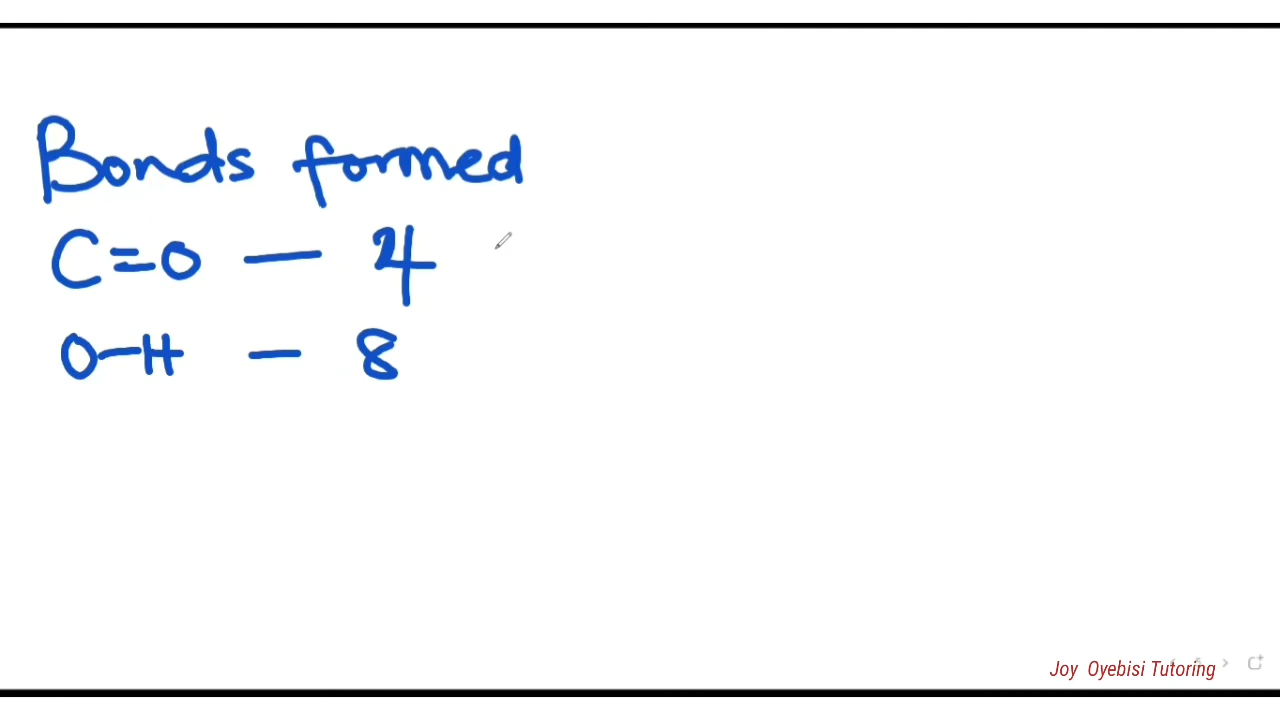 Bonds formed
C=O — 4
O-H - 8
Joy Oyebisi Tutoring